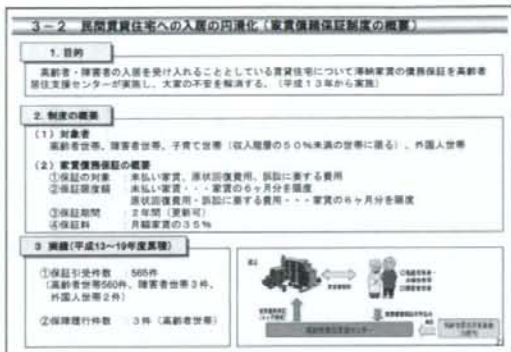 3－2　民間賃貸住宅への入居の円滑化（家賃債務保証制度の概要）
1．目的
高齢者・障害者の入居を受け入れることとしている賃貸住宅について滞納家賃の債務保証を高齢者
居住支援センターが実施し、大家の不安を解消する。（平成13年から実施）
2．制度の概要
（1）対象者
高齢者世帯、障害者世帯、子育て世帯（収入階層の50％未満の世帯に限る）、外国人世帯
（2）家賃債務保証の概要
①保証の対象　：未払い家賃、原状回復費用、訴訟に要する費用
②保証限度額　：未払い家賃・・・家賃の6ヶ月分を限度
原状回復費用・訴訟に要する費用・・・家賃の6ヶ月分を限度
③保証期間　：2年間（更新可）
④保証料　：月額家賃の35％
3　実績（平成13～19年度累積）
①保証引受件数　：565件
（高齢者世帯560件、障害者世帯3件、
外国人世帯2件）
②保障履行件数　：3件（高齢者世帯）